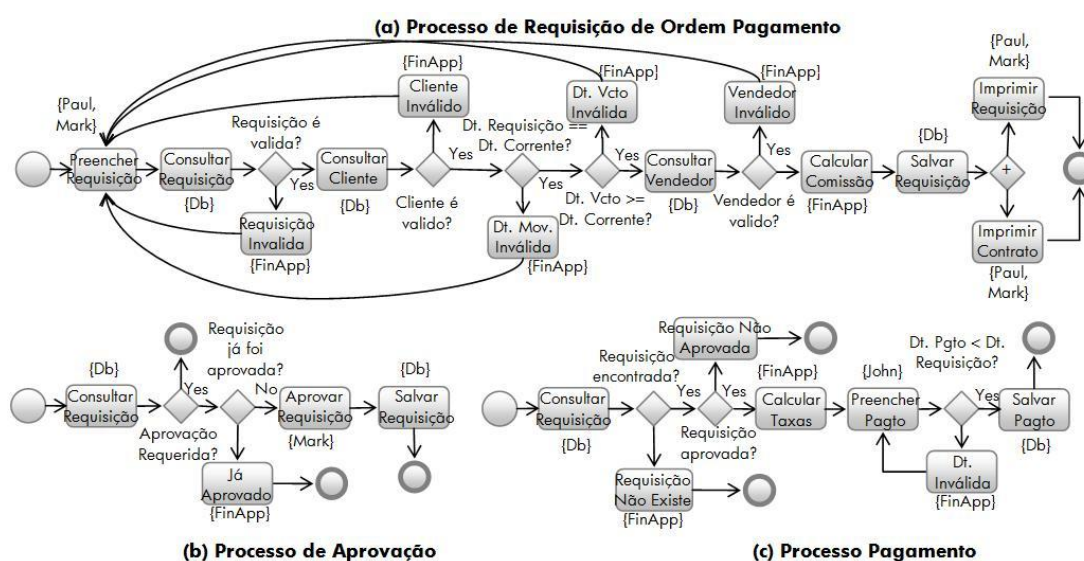 (a) Processo de Requisição de Ordem Pagamento
{Paul,
Mark}
Preencher
Requisição
Consultar
Requisição
{Db}
Requisição é
valida?
Yes
Requisição
Invalida
{FinApp}
Consultar
Cliente
{Db}
{FinApp}
Cliente
Inválido
Yes
Cliente é
valido?
Dt. Requisição ==
Dt. Corrente?
Yes
Dt. Mov.
Inválida
{FinApp}
{FinApp}
Dt. Vcto
Inválida
Yes
Dt. Vcto >=
Dt. Corrente?
Consultar
Vendedor
{Db}
{FinApp}
Vendedor
Inválido
Yes
Vendedor é
valido?
Calcular
Comissão
{FinApp}
{Db}
Salvar
Requisição
+
{Paul,
Mark}
Imprimir
Requisição
Imprimir
Contrato
{Paul,
Mark}
{Db}
Consultar
Requisição
Yes
Aprovação
Requerida?
Requisição
já foi
aprovada?
No
Já
Aprovado
{FinApp}
Aprovar
Requisição
{Mark}
{Db}
Salvar
Requisição
(b) Processo de Aprovação
Consultar
Requisição
{Db}
Requisição
encontrada?
Yes
Requisição
Não Existe
{FinApp}
Requisição Não
Aprovada
Yes
Requisição
aprovada?
{FinApp}
Calcular
Taxas
{John}
Preencher
Pagto
Dt. Pgto < Dt.
Requisição?
Yes
Dt.
Inválida
{FinApp}
Salvar
Pagto
{Db}
(c) Processo Pagamento